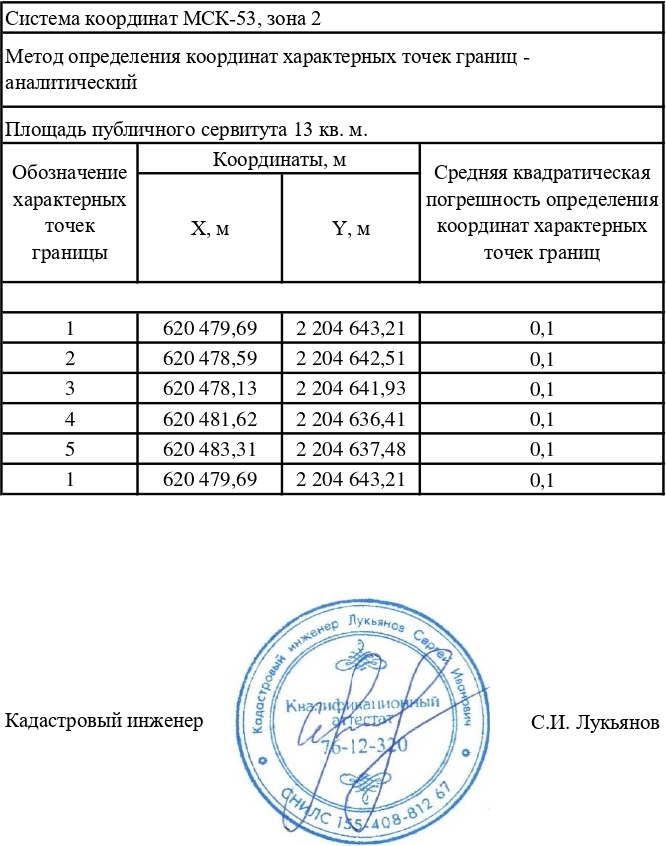 Система координат МСК-53, зона 2
Метод определения координат характерных точек границ -
аналитический
Площадь публичного сервитута 13 кв. м.
Обозначение
характерных
точек
границы
Координаты, м
X, м
Y, м
Средняя квадратическая
погрешность определения
координат характерных
точек границ
1 620 479,69 2 204 643,21 0,1
2 620 478,59 2 204 642,51 0,1
3 620 478,13 2 204 641,93 0,1
4 620 481,62 2 204 636,41 0,1
5 620 483,31 2 204 637,48 0,1
1 620 479,69 2 204 643,21 0,1
Кадастровый инженер
Кадастровый инженер Лукьянов Сергей Иванович
Квалификационный
аттестат
76-12-320
СНИЛС 155-408-812 67
С.И. Лукьянов